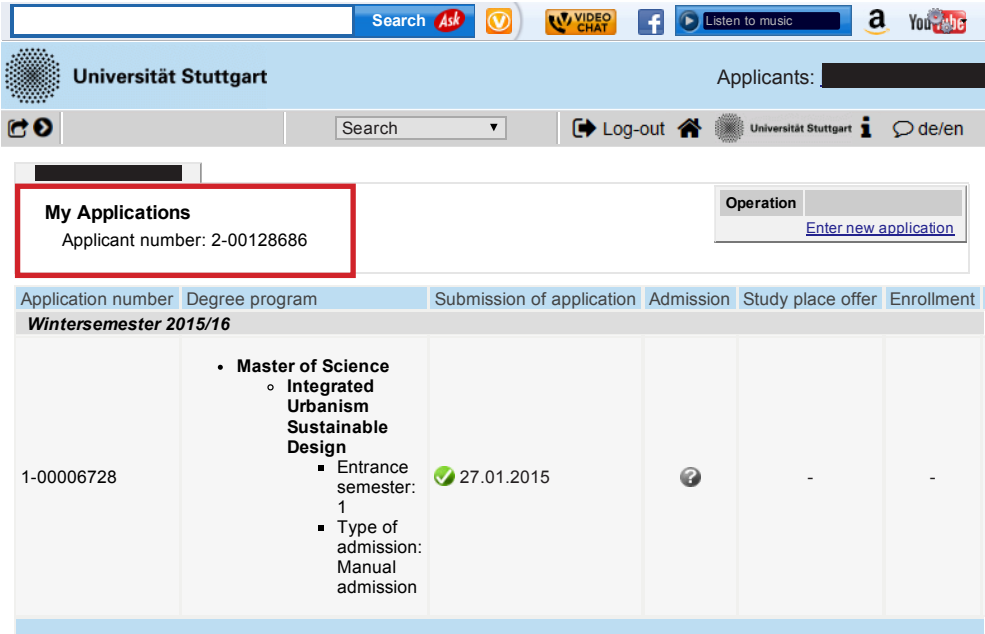 Search Ask VIDEO CHAT Listen to music a YouTube
Universität Stuttgart Applicants:
Search Log-out Universität Stuttgart i de/en
My Applications
Applicant number: 2-00128686
Operation
Enter new application
Application number Degree program Submission of application Admission Study place offer Enrollment
Wintersemester 2015/16
Master of Science
Integrated
Urbanism
Sustainable
Design
Entrance
semester:
1
Type of
admission:
Manual
admission
1-00006728
27.01.2015
?
-
-